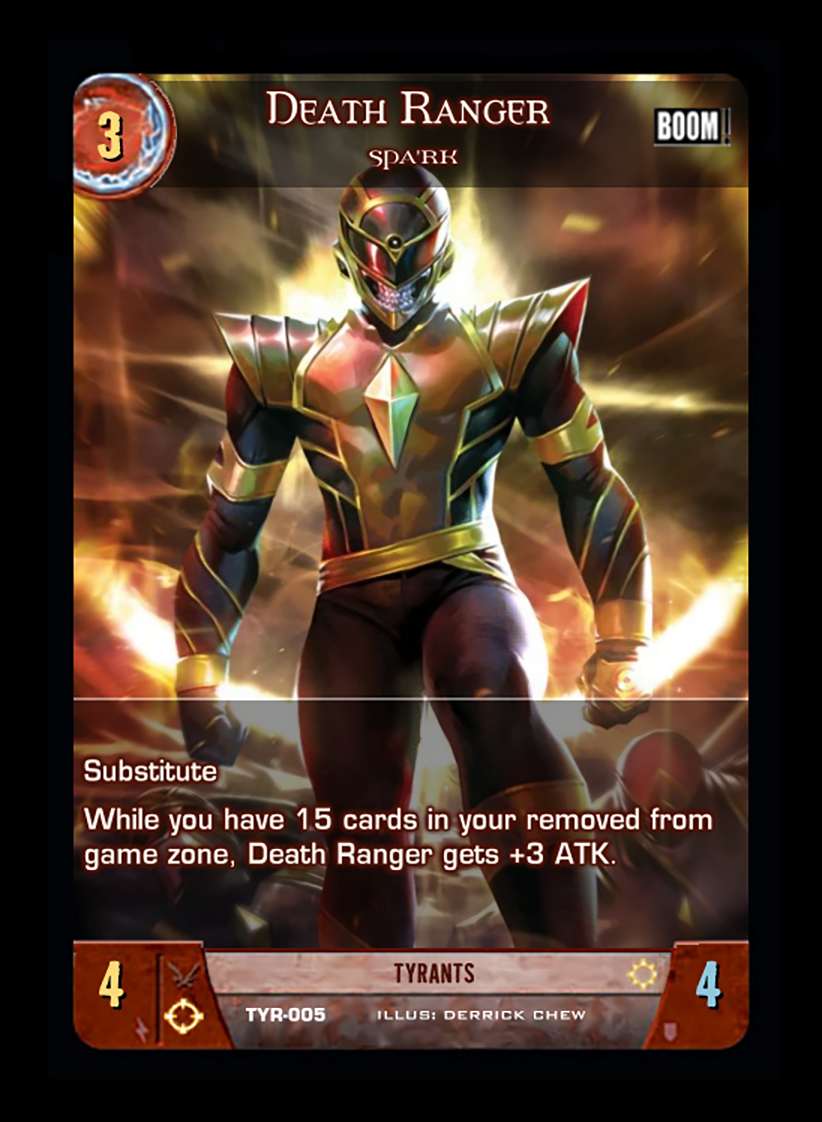 3
DEATH RANGER
BOOM!
SPA'RK
Substitute
While you have 15 cards in your removed from
game zone, Death Ranger gets +3 ATK.
4
TYRANTS
4
TYR-005
ILLUS: DERRICK CHEW